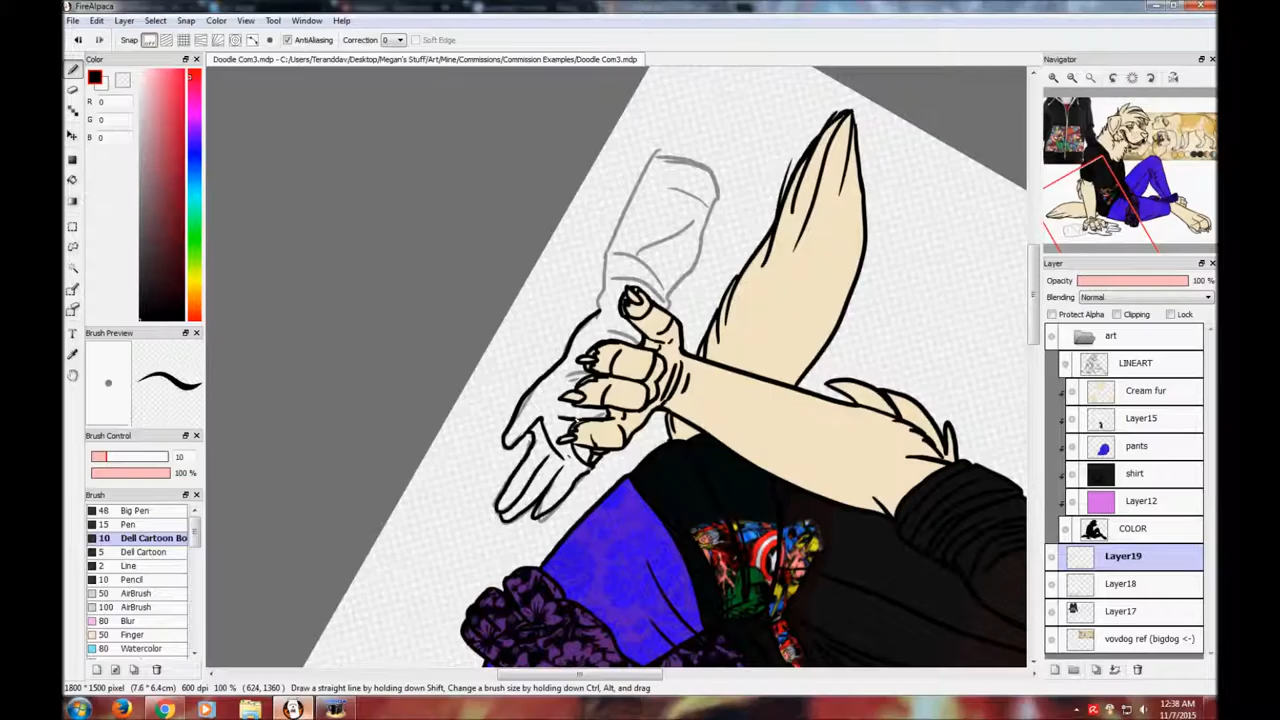 FireAlpaca
File Edit Layer Select Snap Color View Tool Window Help
Snap off AntiAliasing Correction 0 Soft Edge
Color
Doodle Com3.mdp - C:/Users/Teranddav/Desktop/Megan's Stuff/Art/Mine/Commissions/Commission Examples/Doodle Com3.mdp
Navigator
R 0
G 0
B 0
Brush Preview
Brush Control
10
100 %
Brush
48 Big Pen
15 Pen
10 Dell Cartoon Bo
5 Dell Cartoon
2 Line
10 Pencil
50 AirBrush
100 AirBrush
80 Blur
50 Finger
80 Watercolor
Layer
Opacity 100 %
Blending Normal
Protect Alpha Clipping Lock
art
LINEART
Cream fur
Layer15
pants
shirt
Layer12
COLOR
Layer19
Layer18
Layer17
vovdog ref (bigdog <-)
1800 * 1500 pixel (7.6 * 6.4cm) 600 dpi 100 % ( 624, 1360 ) Draw a straight line by holding down Shift, Change a brush size by holding down Ctrl, Alt, and drag
12:38 AM
11/7/2015